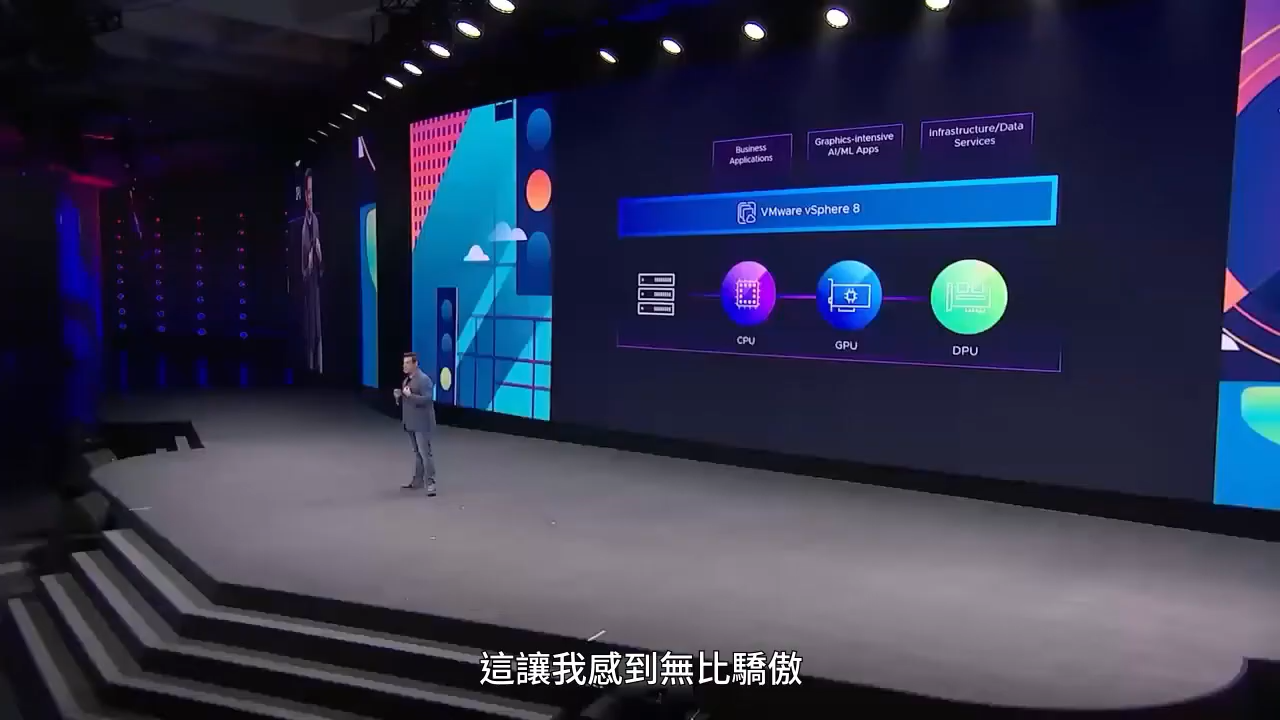 Business
Applications
Graphics-intensive
AI/ML Apps
Infrastructure/Data
Services
VMware vSphere 8
CPU
GPU
DPU
這讓我感到無比驕傲